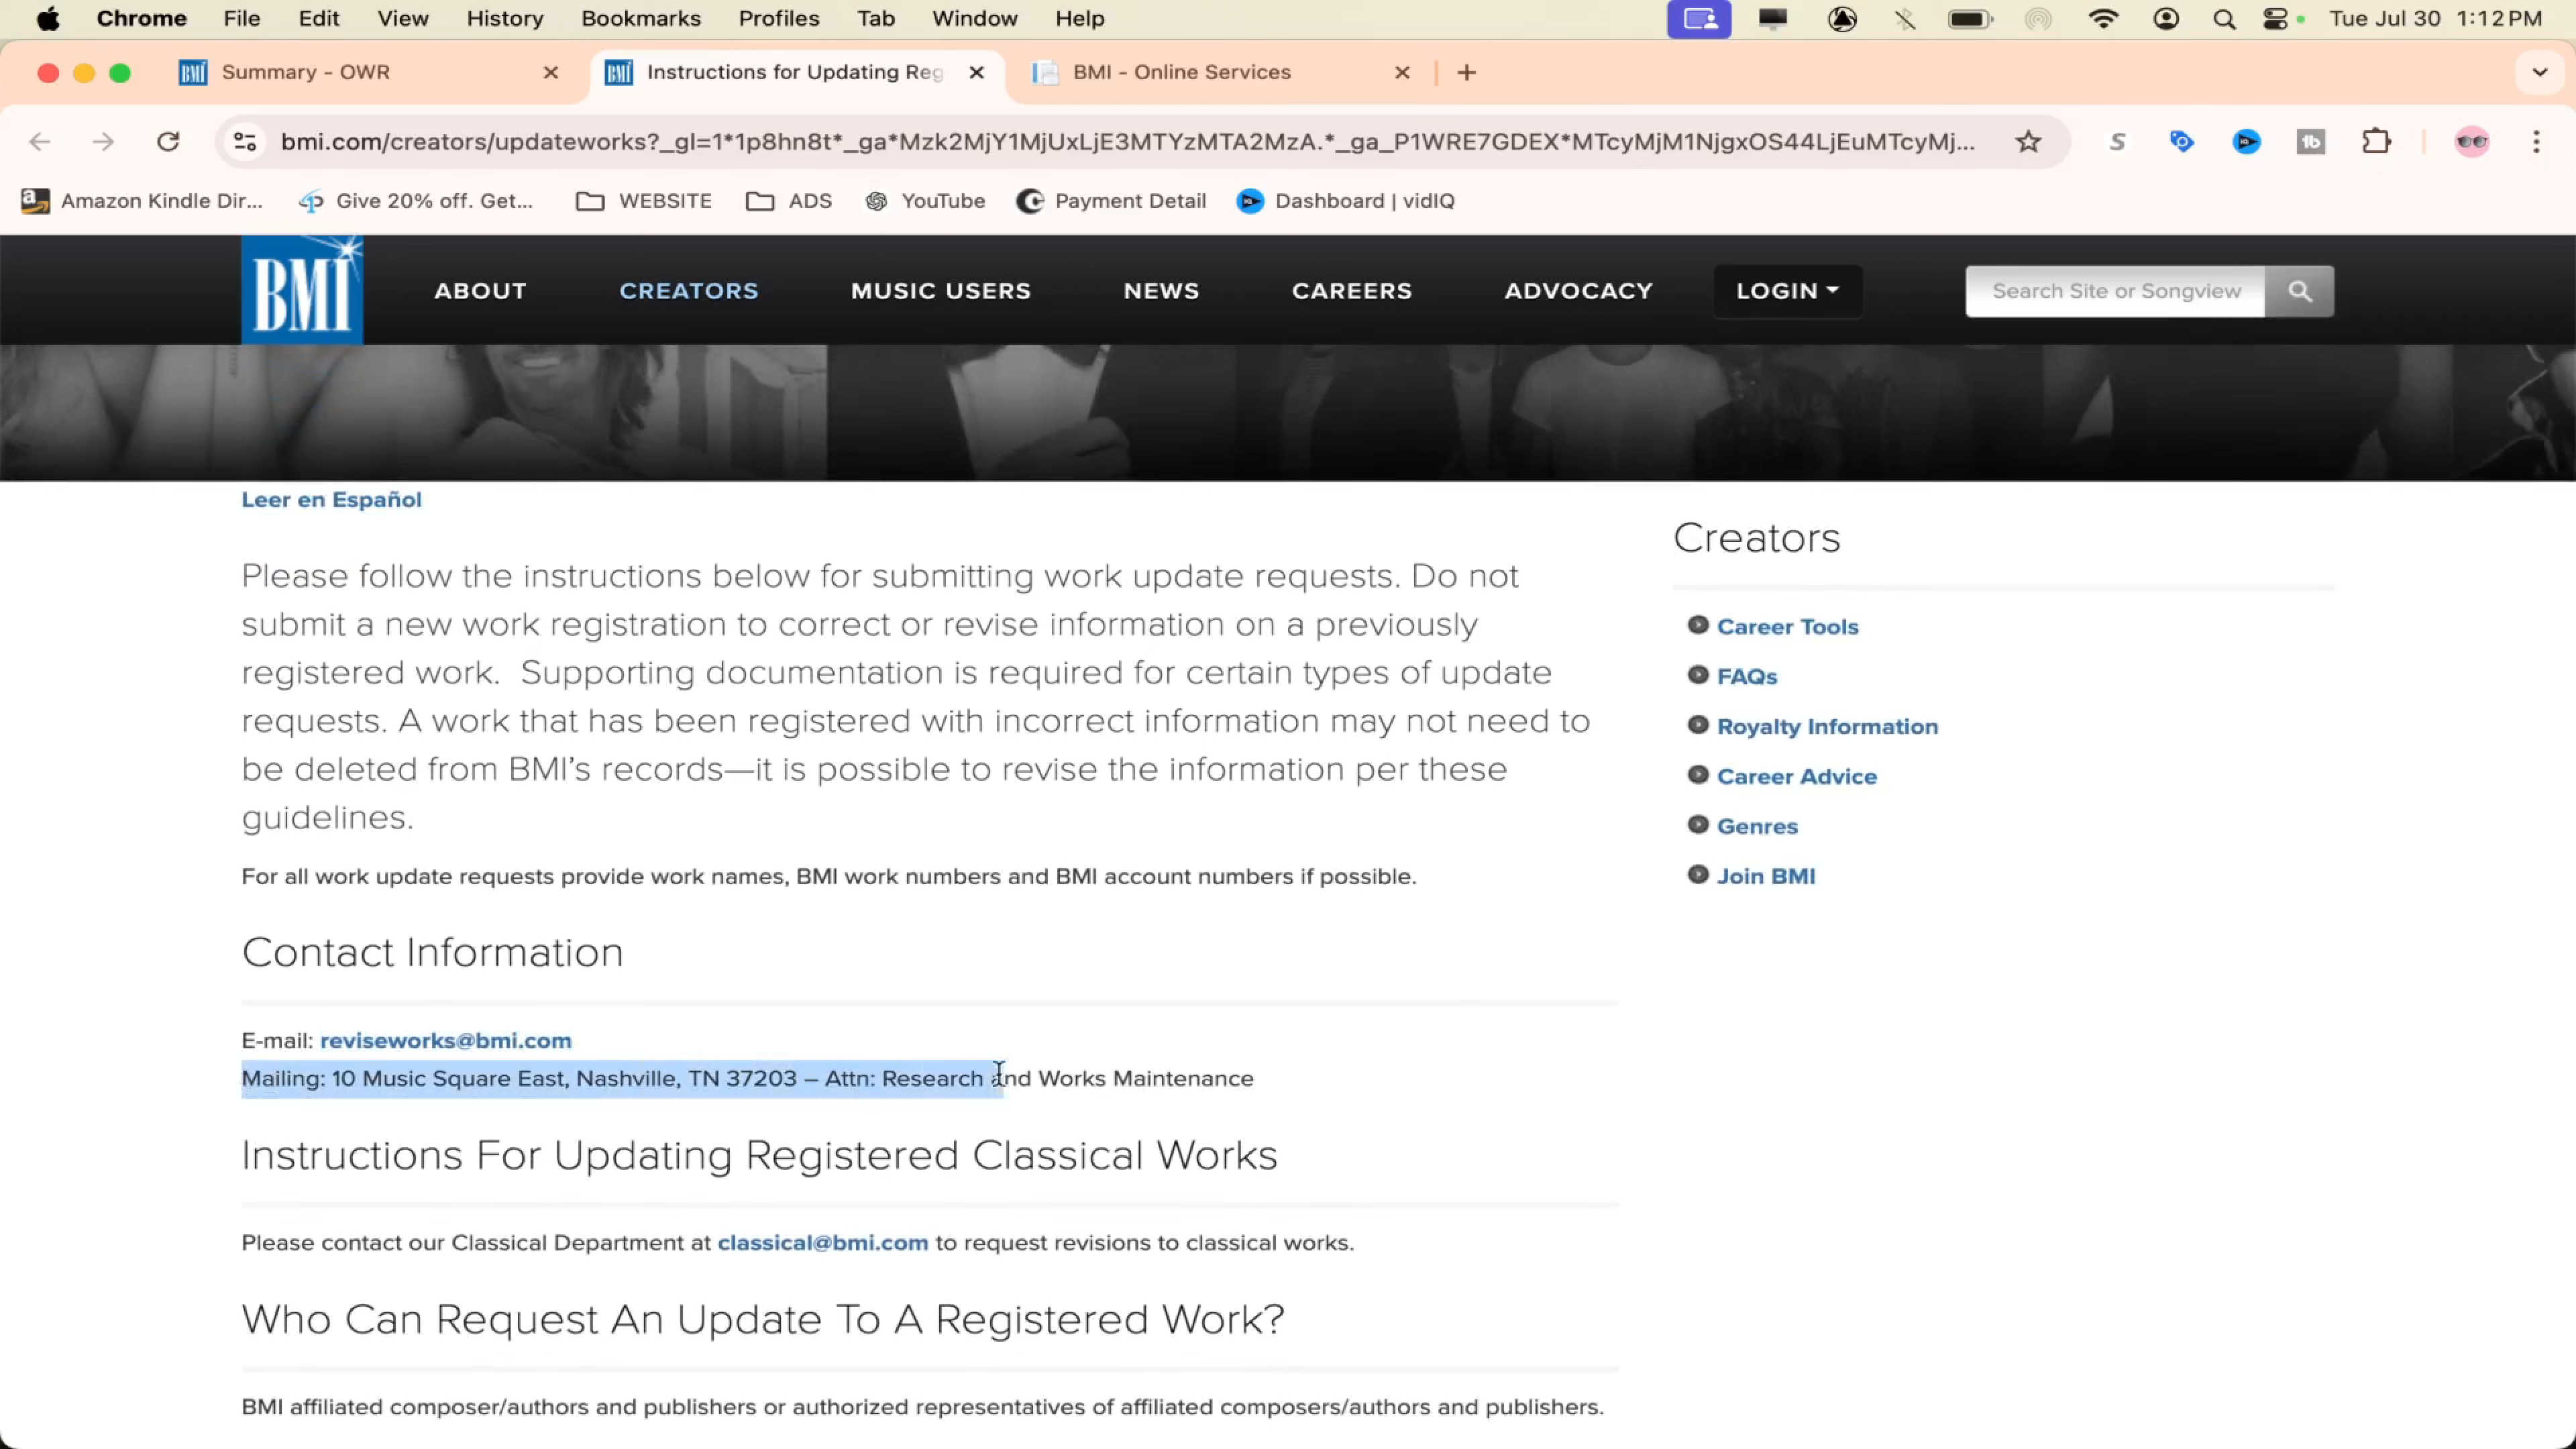 Chrome File Edit View History Bookmarks Profiles Tab Window Help Tue Jul 30 1:12 PM
BMI Summary - OWR BMI Instructions for Updating Reg BMI - Online Services
bmi.com/creators/updateworks?_gl=1*1p8hn8t*_ga*Mzk2MjY1MjUxLjE3MTYzMTA2MzA.*_ga_P1WRE7GDEX*MTcyMjM1NjgxOS44LjEuMTcyMj... S tb
a Amazon Kindle Dir... Give 20% off. Get... WEBSITE ADS YouTube Payment Detail Dashboard | vidIQ
BMI ABOUT CREATORS MUSIC USERS NEWS CAREERS ADVOCACY LOGIN Search Site or Songview
Leer en Español
Please follow the instructions below for submitting work update requests. Do not
submit a new work registration to correct or revise information on a previously
registered work. Supporting documentation is required for certain types of update
requests. A work that has been registered with incorrect information may not need to
be deleted from BMI's records—it is possible to revise the information per these
guidelines.
For all work update requests provide work names, BMI work numbers and BMI account numbers if possible.
Contact Information
E-mail: reviseworks@bmi.com
Mailing: 10 Music Square East, Nashville, TN 37203 – Attn: Research and Works Maintenance
Instructions For Updating Registered Classical Works
Please contact our Classical Department at classical@bmi.com to request revisions to classical works.
Who Can Request An Update To A Registered Work?
BMI affiliated composer/authors and publishers or authorized representatives of affiliated composers/authors and publishers.
Creators
Career Tools
FAQs
Royalty Information
Career Advice
Genres
Join BMI